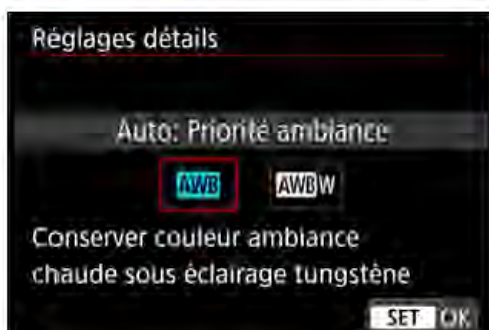 Réglages détails
Auto: Priorité ambiance
AWB AWBW
Conserver couleur ambiance
chaude sous éclairage tungstène
SET OK